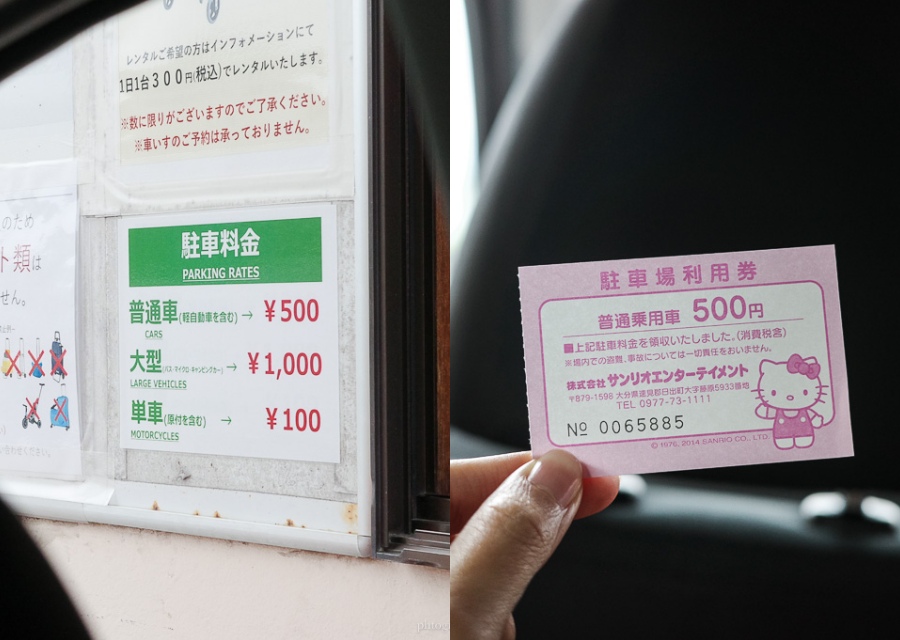 レンタルご希望の方はインフォメーションにて
1日1台300円(税込)でレンタルいたします。
※数に限りがございますのでご了承ください。
※車いすのご予約は承っておりません。
のため
ト類は
せん。
駐車料金
PARKING RATES
普通車(軽自動車を含む)→ ¥500
CARS
大型(バス・マイクロ・キャンピングカー)→ ¥1,000
LARGE VEHICLES
単車(原付を含む) → ¥100
MOTORCYCLES
駐車場利用券
普通乗用車 500円
■上記駐車料金を領収いたしました。(消費税含)
※場内での盗難、事故については一切責任をおいません。
株式会社 サンリオエンターテイメント
〒879-1598 大分県速見郡日出町大字藤原5933番地
TEL 0977-73-1111
№ 0065885
© 1976, 2014 SANRIO CO., LTD.